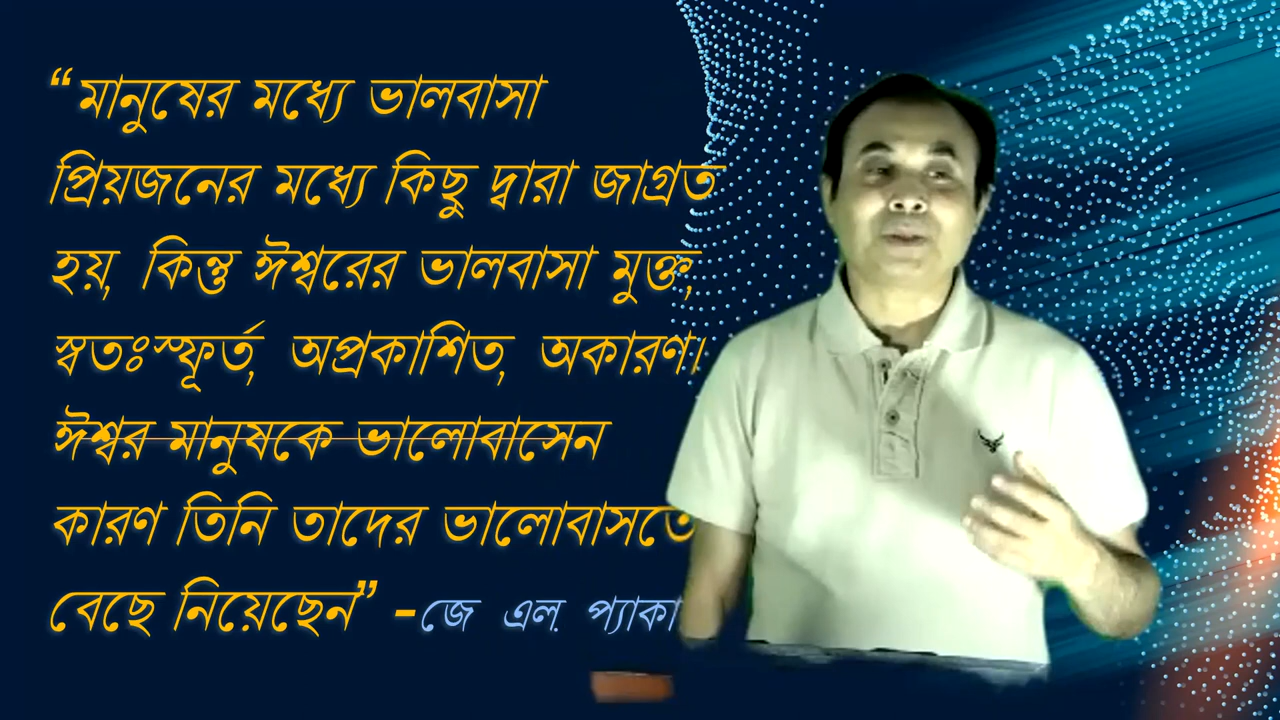 “মানুষের মধ্যে ভালবাসা
প্রিয়জনের মধ্যে কিছু দ্বারা জাগ্রত
হয়, কিন্তু ঈশ্বরের ভালবাসা মুক্ত,
স্বতঃস্ফূর্ত, অপ্রকাশিত, অকারণ।
ঈশ্বর মানুষকে ভালোবাসেন
কারণ তিনি তাদের ভালোবাসতে
বেছে নিয়েছেন” -জে এল